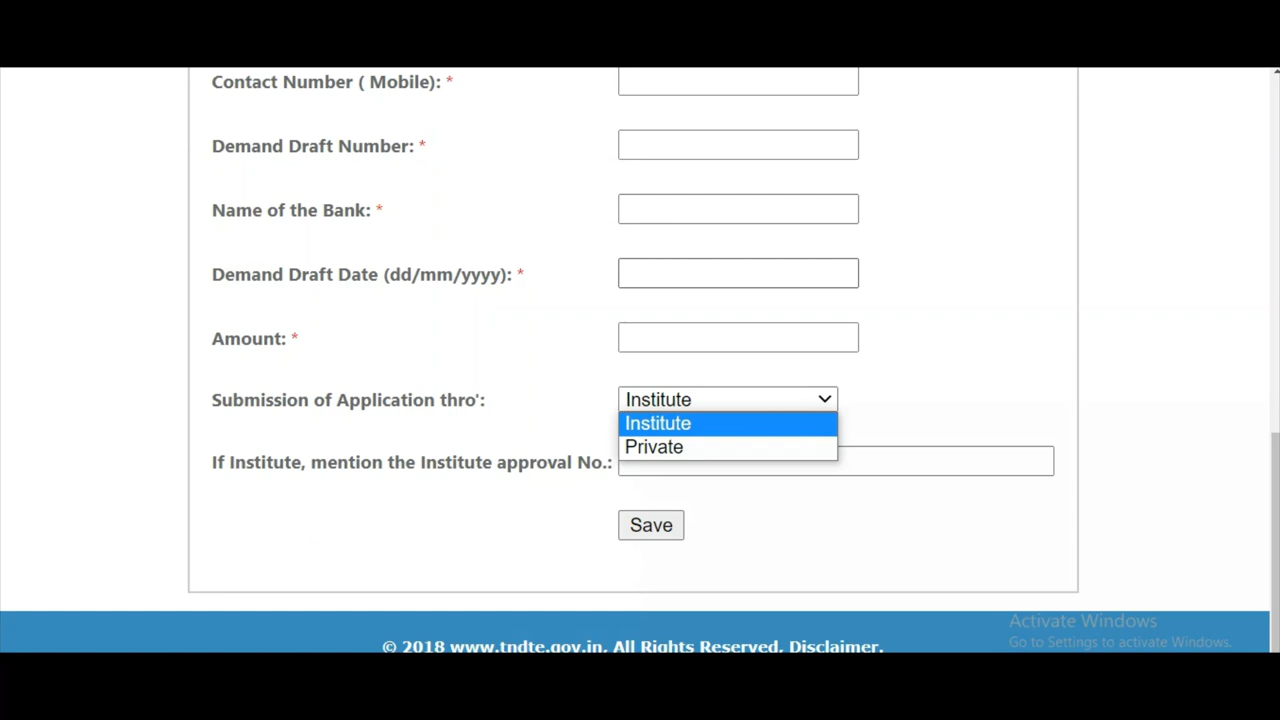 Contact Number ( Mobile): *
Demand Draft Number: *
Name of the Bank: *
Demand Draft Date (dd/mm/yyyy): *
Amount: *
Submission of Application thro': Institute
Institute
Private
If Institute, mention the Institute approval No.:
Save
Activate Windows
Go to Settings to activate Windows.
© 2018 www.tndte.gov.in, All Rights Reserved, Disclaimer.